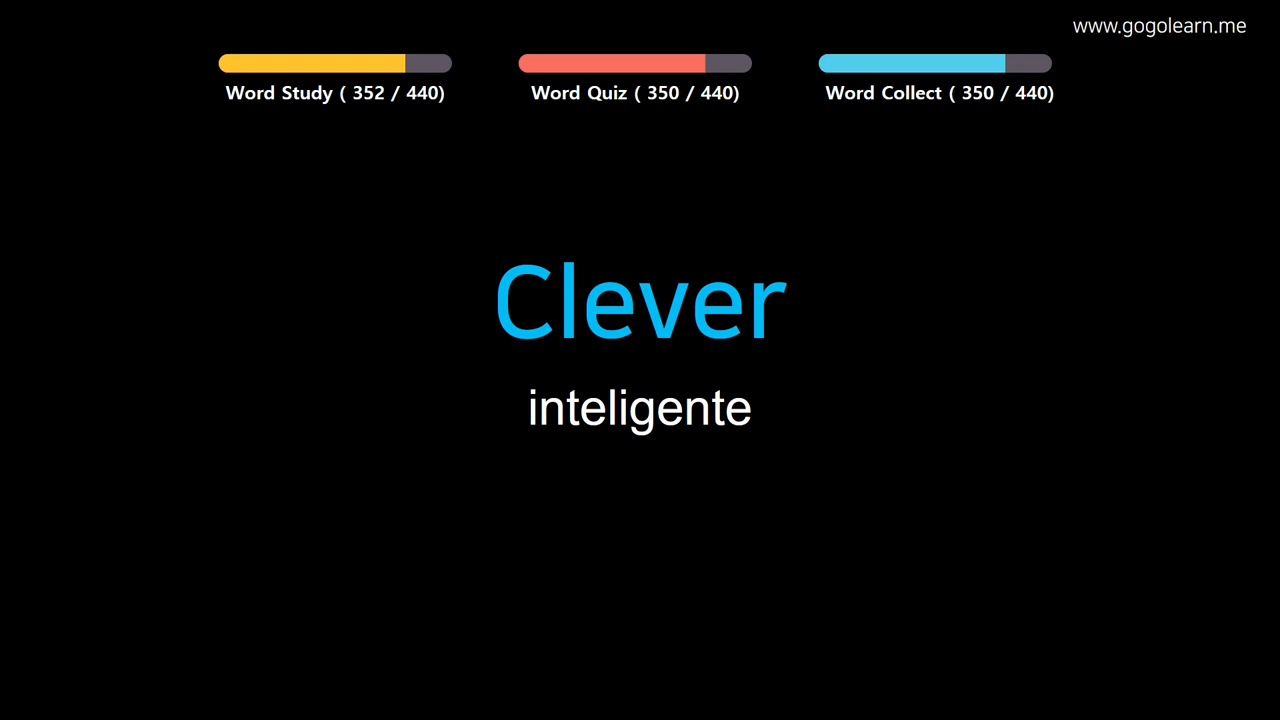 www.gogolearn.me
Word Study ( 352 / 440)
Word Quiz ( 350 / 440)
Word Collect ( 350 / 440)
Clever
inteligente